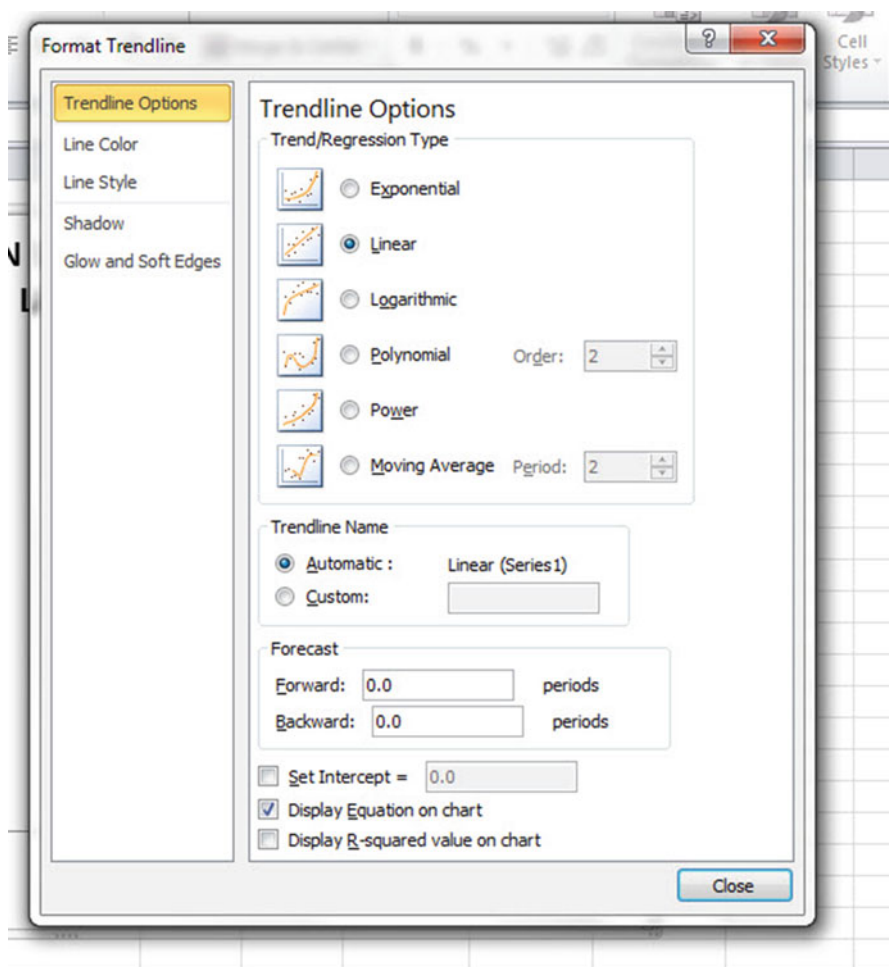 Format Trendline
?
Cell
Styles
Trendline Options
Line Color
Line Style
Shadow
Glow and Soft Edges
Trendline Options
Trend/Regression Type
Exponential
Linear
Logarithmic
Polynomial Order: 2
Power
Moving Average Period: 2
Trendline Name
Automatic : Linear (Series1)
Custom:
Forecast
Forward: 0.0 periods
Backward: 0.0 periods
Set Intercept = 0.0
Display Equation on chart
Display R-squared value on chart
Close
N
L